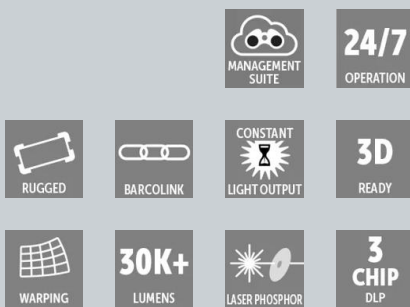 MANAGEMENT
SUITE
24/7
OPERATION
RUGGED
BARCOLINK
CONSTANT
LIGHT OUTPUT
3D
READY
WARPING
30K+
LUMENS
LASER PHOSPHOR
3
CHIP
DLP